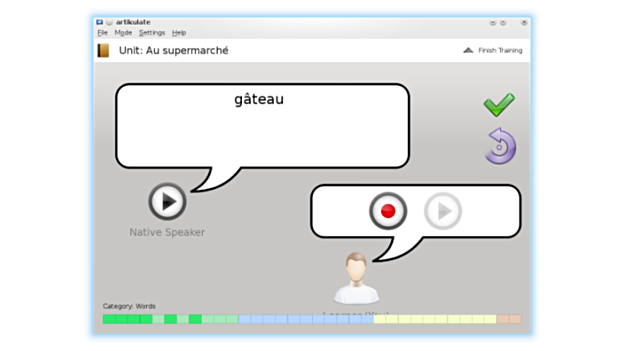 artikulate
File Mode Settings Help
Unit: Au supermarché
Finish Training
gâteau
Native Speaker
Category: Words